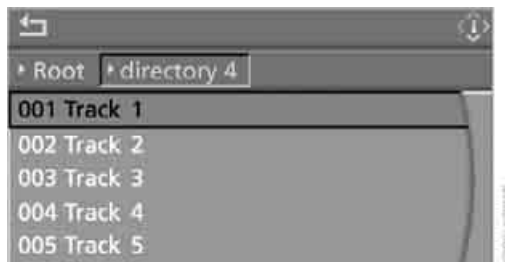 Root directory 4
001 Track 1
002 Track 2
003 Track 3
004 Track 4
005 Track 5